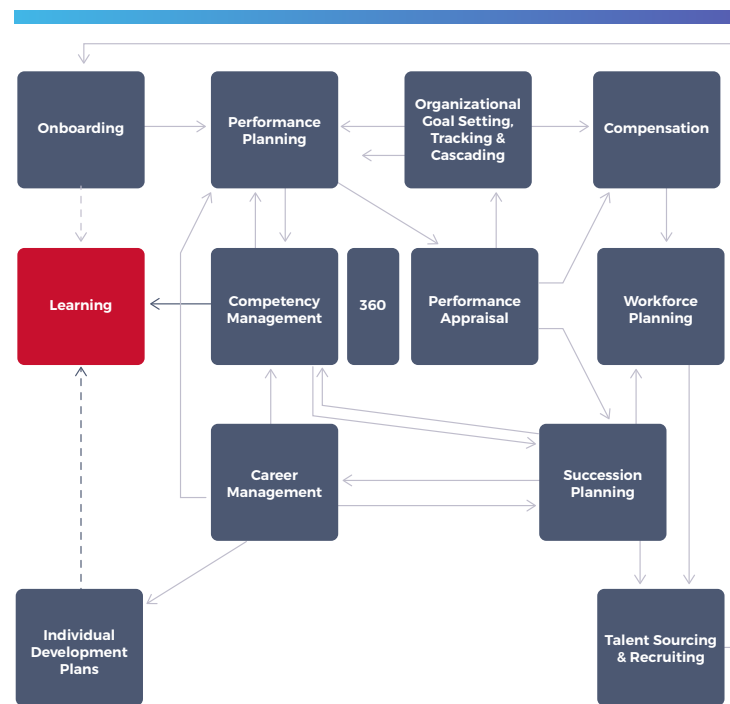 Onboarding
Performance
Planning
Organizational
Goal Setting,
Tracking &
Cascading
Compensation
Learning
Competency
Management
360
Performance
Appraisal
Workforce
Planning
Career
Management
Succession
Planning
Individual
Development
Plans
Talent Sourcing
& Recruiting